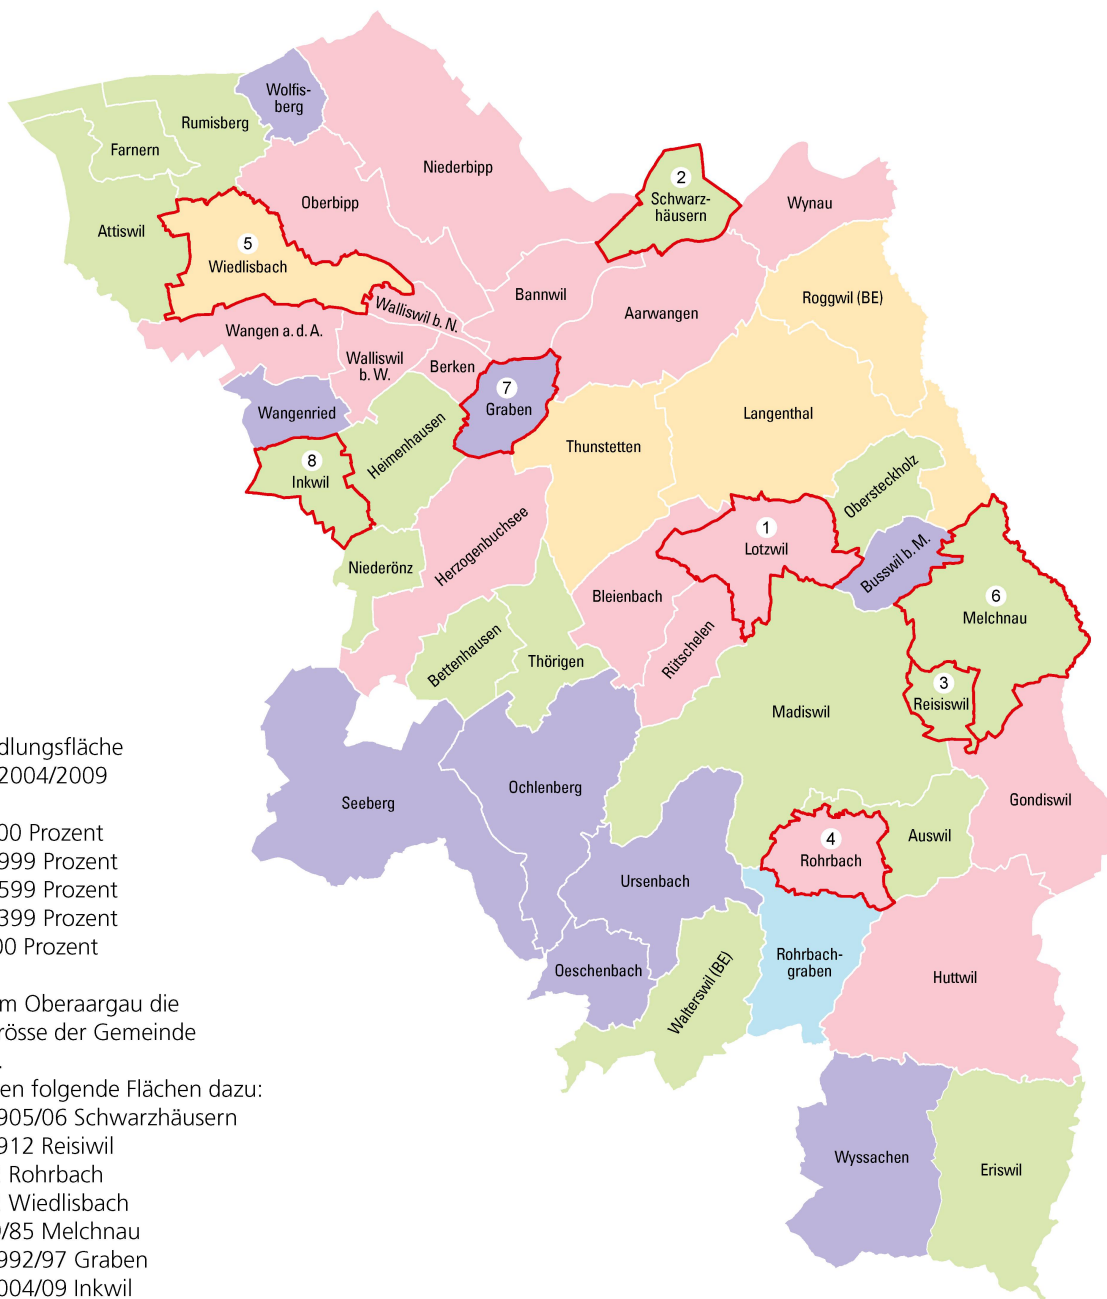 Wolfis-
berg
Rumisberg
Farnern
Niederbipp
2
Schwarz-
häusern
Wynau
Oberbipp
Attiswil
5
Wiedlisbach
Bannwil
Roggwil (BE)
Walliswil b. N.
Aarwangen
Wangen a. d. A.
Walliswil
b. W.
Berken
7
Graben
Wangenried
Langenthal
Heimenhausen
Thunstetten
8
Inkwil
Obersteckholz
1
Lotzwil
Herzogenbuchsee
Niederönz
Busswil b. M.
Bleienbach
6
Melchnau
Rütschelen
Bettenhausen
Thörigen
3
Reisiswil
Madiswil
dlungsfläche
2004/2009
Ochlenberg
Seeberg
Gondiswil
00 Prozent
999 Prozent
599 Prozent
399 Prozent
00 Prozent
4
Rohrbach
Auswil
Ursenbach
Oeschenbach
Walterswil (BE)
Rohrbach-
graben
Huttwil
m Oberaargau die
rösse der Gemeinde
.
en folgende Flächen dazu:
905/06 Schwarzhäusern
912 Reisiwil
Rohrbach
Wiedlisbach
/85 Melchnau
992/97 Graben
004/09 Inkwil
Wyssachen
Eriswil